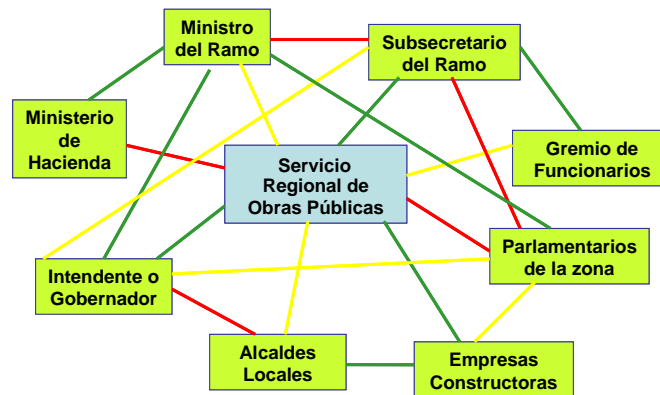 Ministro
del Ramo
Subsecretario
del Ramo
Ministerio
de
Hacienda
Servicio
Regional de
Obras Públicas
Gremio de
Funcionarios
Parlamentarios
de la zona
Intendente o
Gobernador
Alcaldes
Locales
Empresas
Constructoras